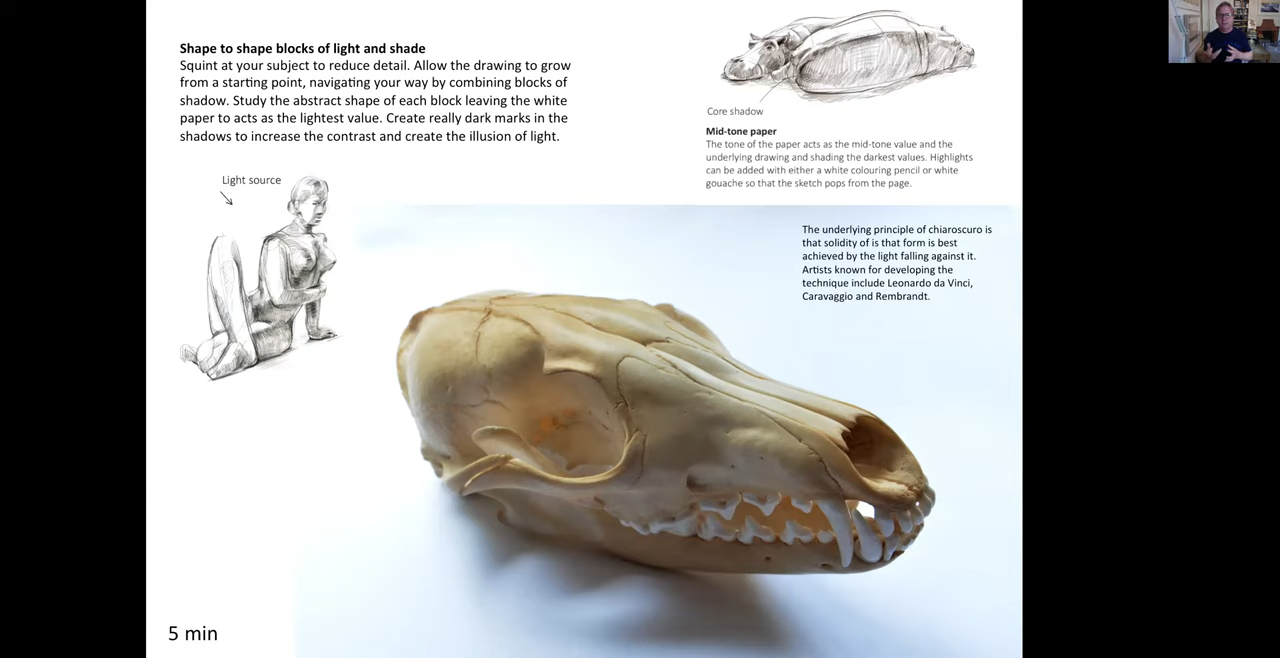 Shape to shape blocks of light and shade
Squint at your subject to reduce detail. Allow the drawing to grow
from a starting point, navigating your way by combining blocks of
shadow. Study the abstract shape of each block leaving the white
paper to acts as the lightest value. Create really dark marks in the
shadows to increase the contrast and create the illusion of light.
Light source
Core shadow
Mid-tone paper
The tone of the paper acts as the mid-tone value and the
underlying drawing and shading the darkest values. Highlights
can be added with either a white colouring pencil or white
gouache so that the sketch pops from the page.
The underlying principle of chiaroscuro is
that solidity of is that form is best
achieved by the light falling against it.
Artists known for developing the
technique include Leonardo da Vinci,
Caravaggio and Rembrandt.
5 min